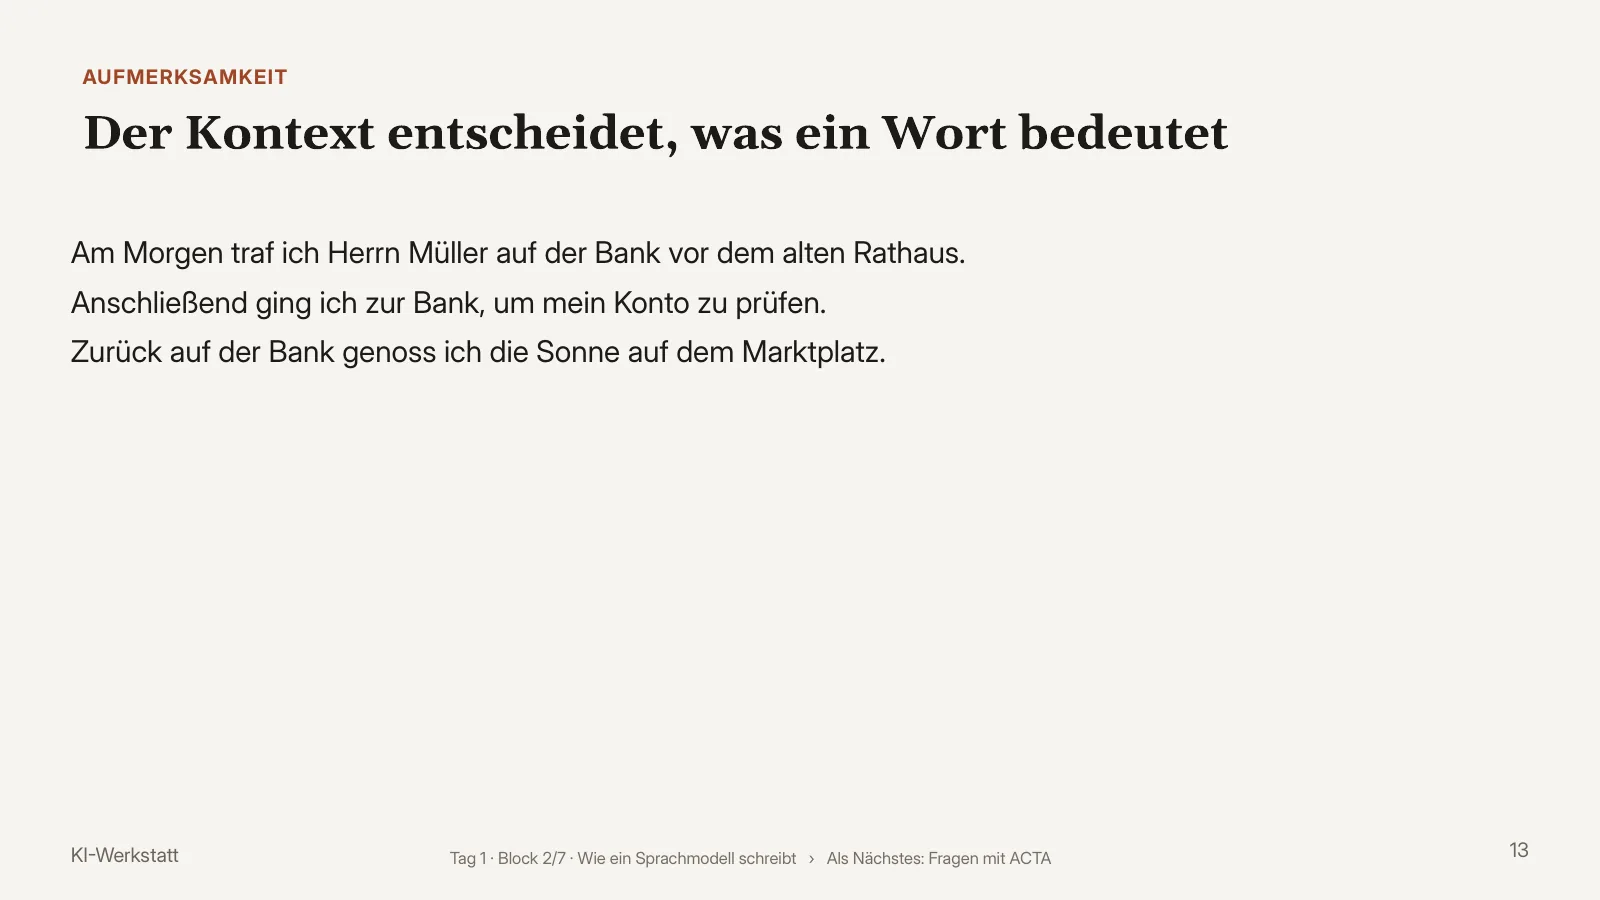 AUFMERKSAMKEIT
Der Kontext entscheidet, was ein Wort bedeutet
Am Morgen traf ich Herrn Müller auf der Bank vor dem alten Rathaus.
Anschließend ging ich zur Bank, um mein Konto zu prüfen.
Zurück auf der Bank genoss ich die Sonne auf dem Marktplatz.
KI-Werkstatt
Tag 1 · Block 2/7 · Wie ein Sprachmodell schreibt › Als Nächstes: Fragen mit ACTA
13